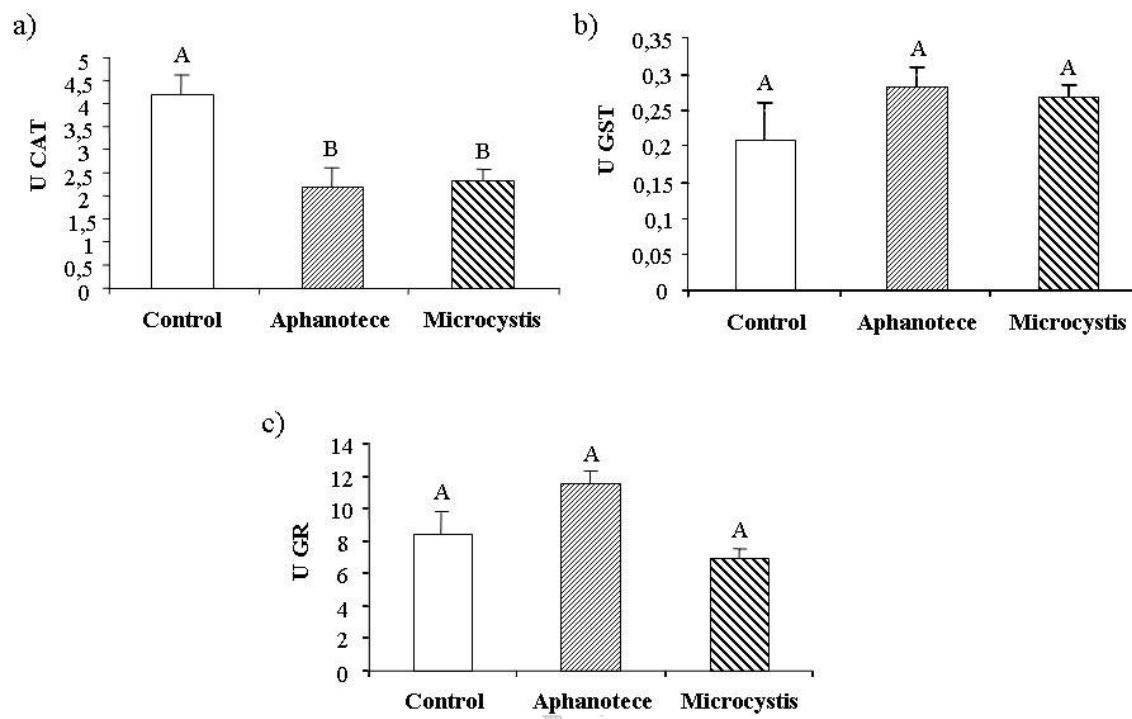 a)
U CAT
5
4,5
4
3,5
3
2,5
2
1,5
1
0,5
0
A
B
B
Control Aphanotece Microcystis
b)
U GST
0,35
0,3
0,25
0,2
0,15
0,1
0,05
0
A
A
A
Control Aphanotece Microcystis
c)
U GR
14
12
10
8
6
4
2
0
A
A
A
Control Aphanotece Microcystis